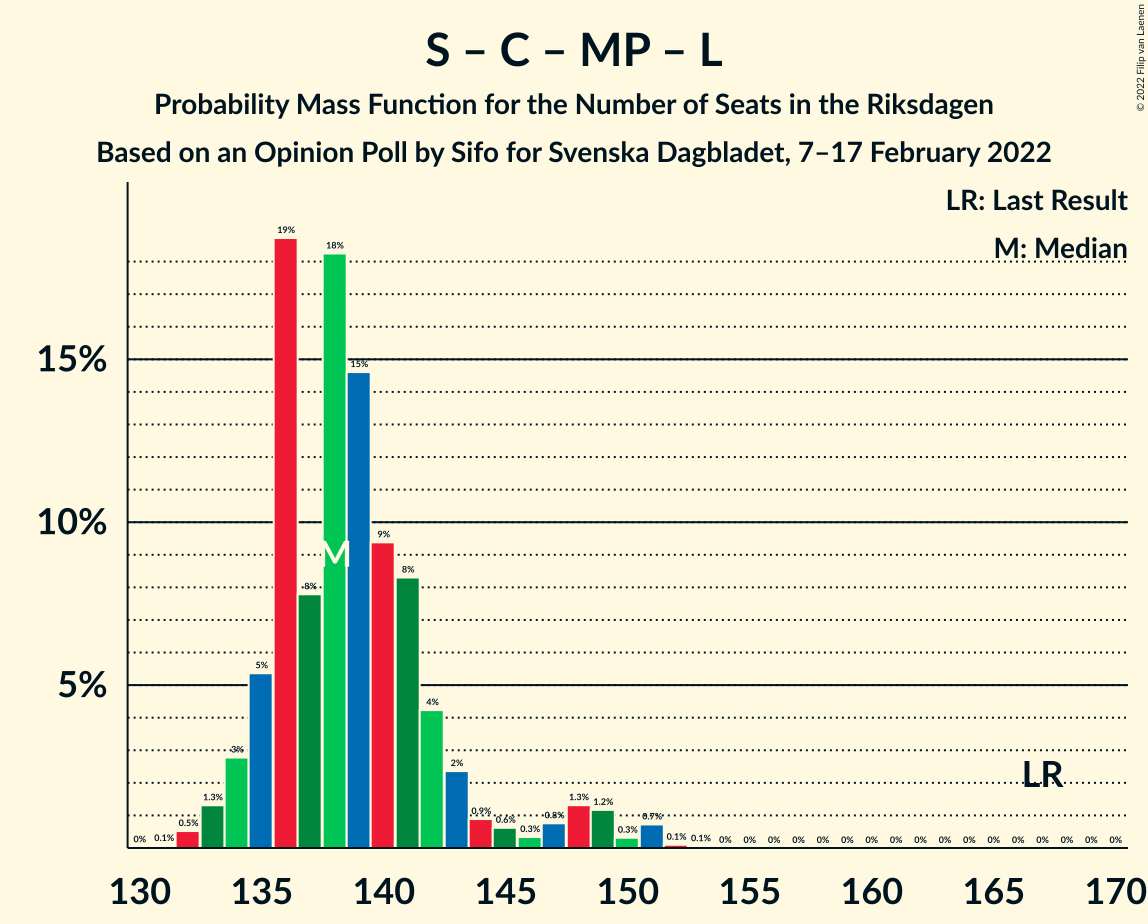 S – C – MP – L
Probability Mass Function for the Number of Seats in the Riksdagen
Based on an Opinion Poll by Sifo for Svenska Dagbladet, 7–17 February 2022
© 2022 Filip van Laenen
LR: Last Result
M: Median
15%
10%
5%
0% 0.1% 0.5% 1.3% 3% 5% 19% 8% 18% 15% 9% 8% 4% 2% 0.9% 0.6% 0.3% 0.8% 1.3% 1.2% 0.3% 0.7% 0.1% 0.1% 0% 0% 0% 0% 0% 0% 0% 0% 0% 0% 0% 0% 0% 0% 0% 0% 0%
M
LR
130 135 140 145 150 155 160 165 170